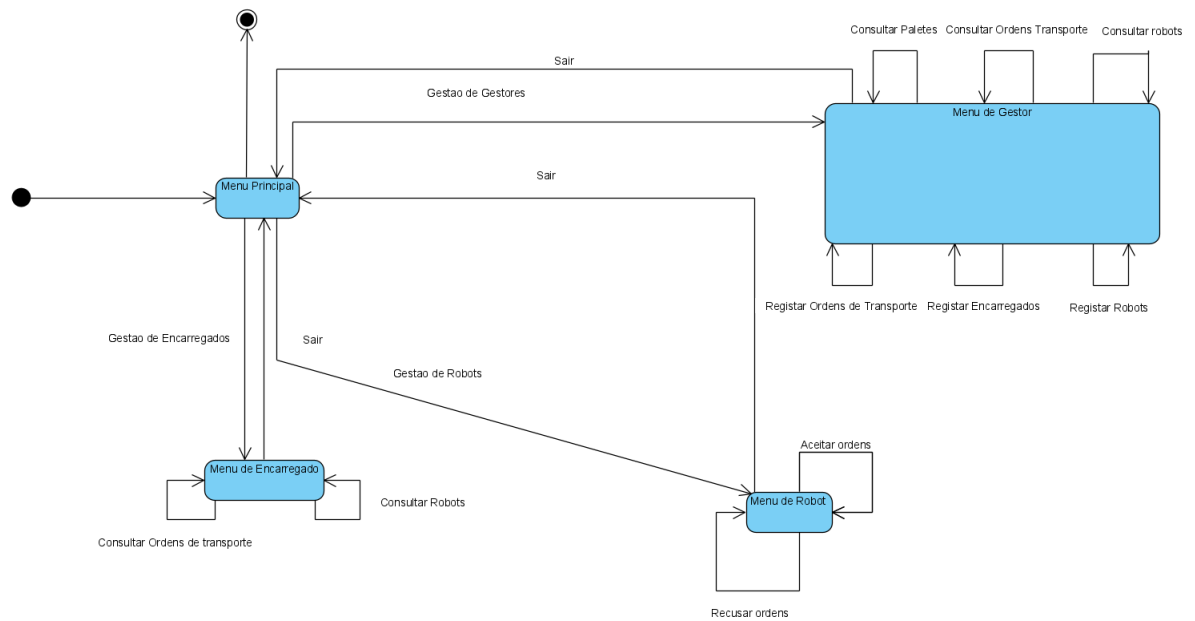 Consultar Paletes
Consultar Ordens Transporte
Consultar robots
Sair
Gestao de Gestores
Menu de Gestor
Sair
Menu Principal
Registar Ordens de Transporte
Registar Encarregados
Registar Robots
Gestao de Encarregados
Sair
Gestao de Robots
Aceitar ordens
Menu de Encarregado
Consultar Robots
Menu de Robot
Consultar Ordens de transporte
Recusar ordens